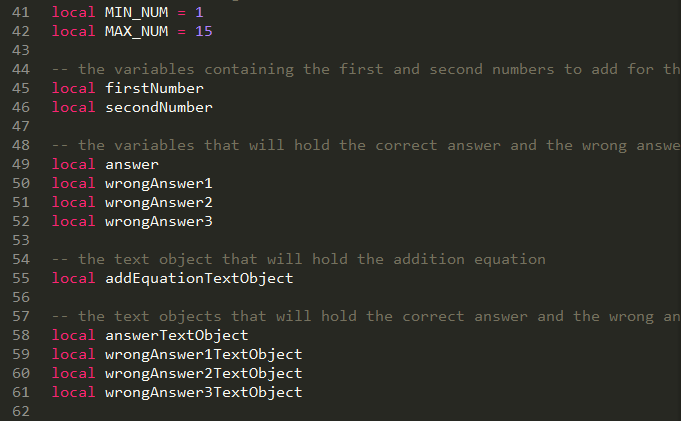 41 local MIN_NUM = 1
42 local MAX_NUM = 15
43
44 -- the variables containing the first and second numbers to add for th
45 local firstNumber
46 local secondNumber
47
48 -- the variables that will hold the correct answer and the wrong answe
49 local answer
50 local wrongAnswer1
51 local wrongAnswer2
52 local wrongAnswer3
53
54 -- the text object that will hold the addition equation
55 local addEquationTextObject
56
57 -- the text objects that will hold the correct answer and the wrong an
58 local answerTextObject
59 local wrongAnswer1TextObject
60 local wrongAnswer2TextObject
61 local wrongAnswer3TextObject
62